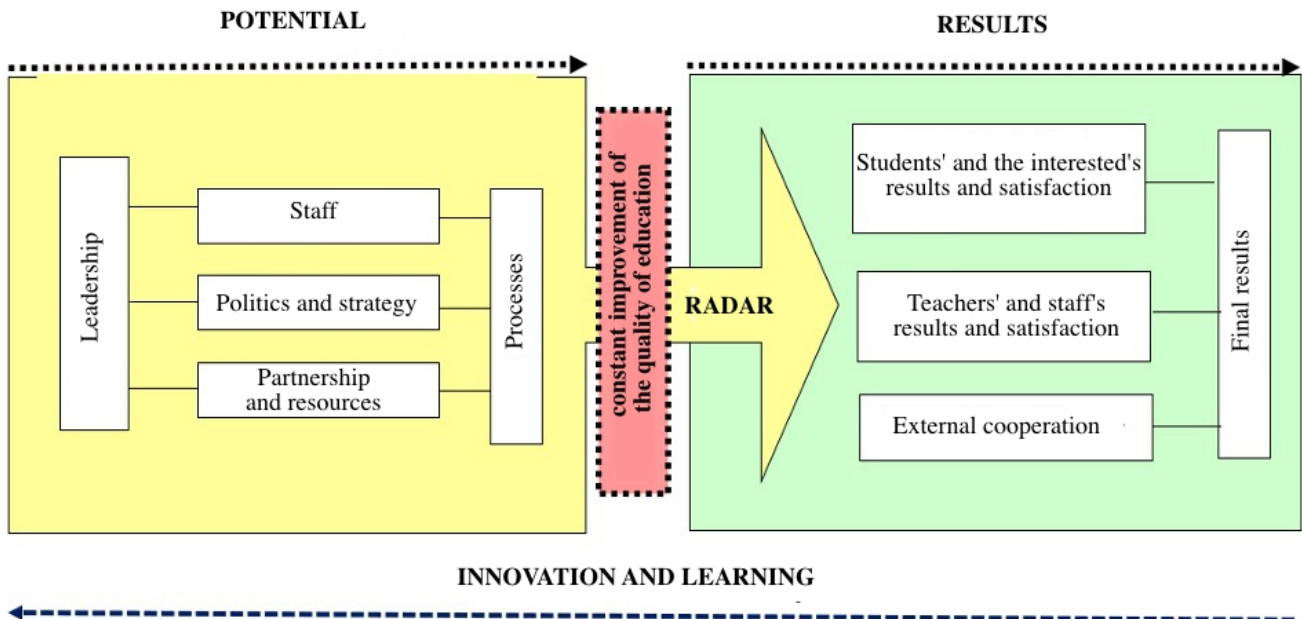 POTENTIAL
RESULTS
Leadership
Staff
Politics and strategy
Partnership
and resources
Processes
constant improvement of
the quality of education
RADAR
Students' and the interested's
results and satisfaction
Teachers' and staff's
results and satisfaction
External cooperation
Final results
INNOVATION AND LEARNING